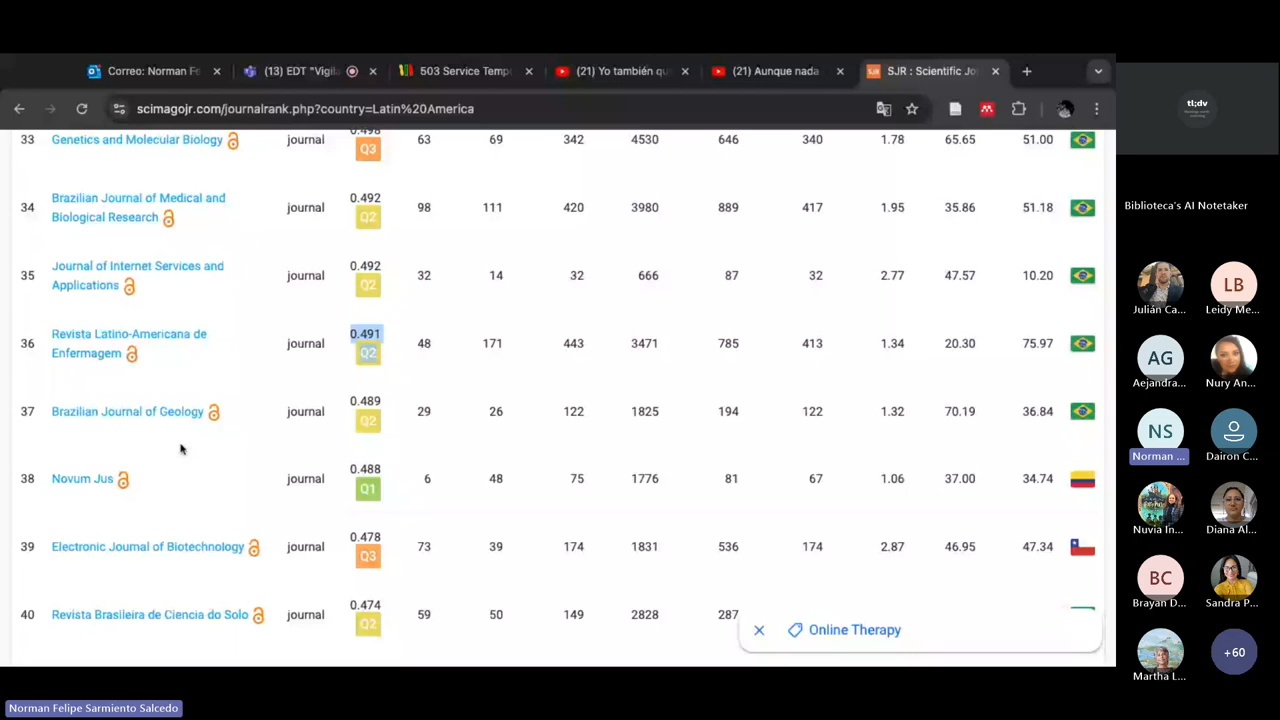 Correo: Norman F
(13) EDT "Vigila
503 Service Temp
(21) Yo también qu
(21) Aunque nada
SJR
SJR : Scientific Jo
scimagojr.com/journalrank.php?country=Latin%20America
33 Genetics and Molecular Biology journal 0.498 Q3 63 69 342 4530 646 340 1.78 65.65 51.00
34 Brazilian Journal of Medical and
Biological Research journal 0.492 Q2 98 111 420 3980 889 417 1.95 35.86 51.18
35 Journal of Internet Services and
Applications journal 0.492 Q2 32 14 32 666 87 32 2.77 47.57 10.20
36 Revista Latino-Americana de
Enfermagem journal 0.491 Q2 48 171 443 3471 785 413 1.34 20.30 75.97
37 Brazilian Journal of Geology journal 0.489 Q2 29 26 122 1825 194 122 1.32 70.19 36.84
38 Novum Jus journal 0.488 Q1 6 48 75 1776 81 67 1.06 37.00 34.74
39 Electronic Journal of Biotechnology journal 0.478 Q3 73 39 174 1831 536 174 2.87 46.95 47.34
40 Revista Brasileira de Ciencia do Solo journal 0.474 Q2 59 50 149 2828 287
Online Therapy
tl;dv
Biblioteca's AI Notetaker
Julián Ca...
LB
Leidy Me...
AG
Aejandra...
Nury An...
NS
Norman ...
Dairon C...
Nuvia In...
Diana Al...
BC
Brayan D...
Sandra P...
Martha L...
+60
Norman Felipe Sarmiento Salcedo